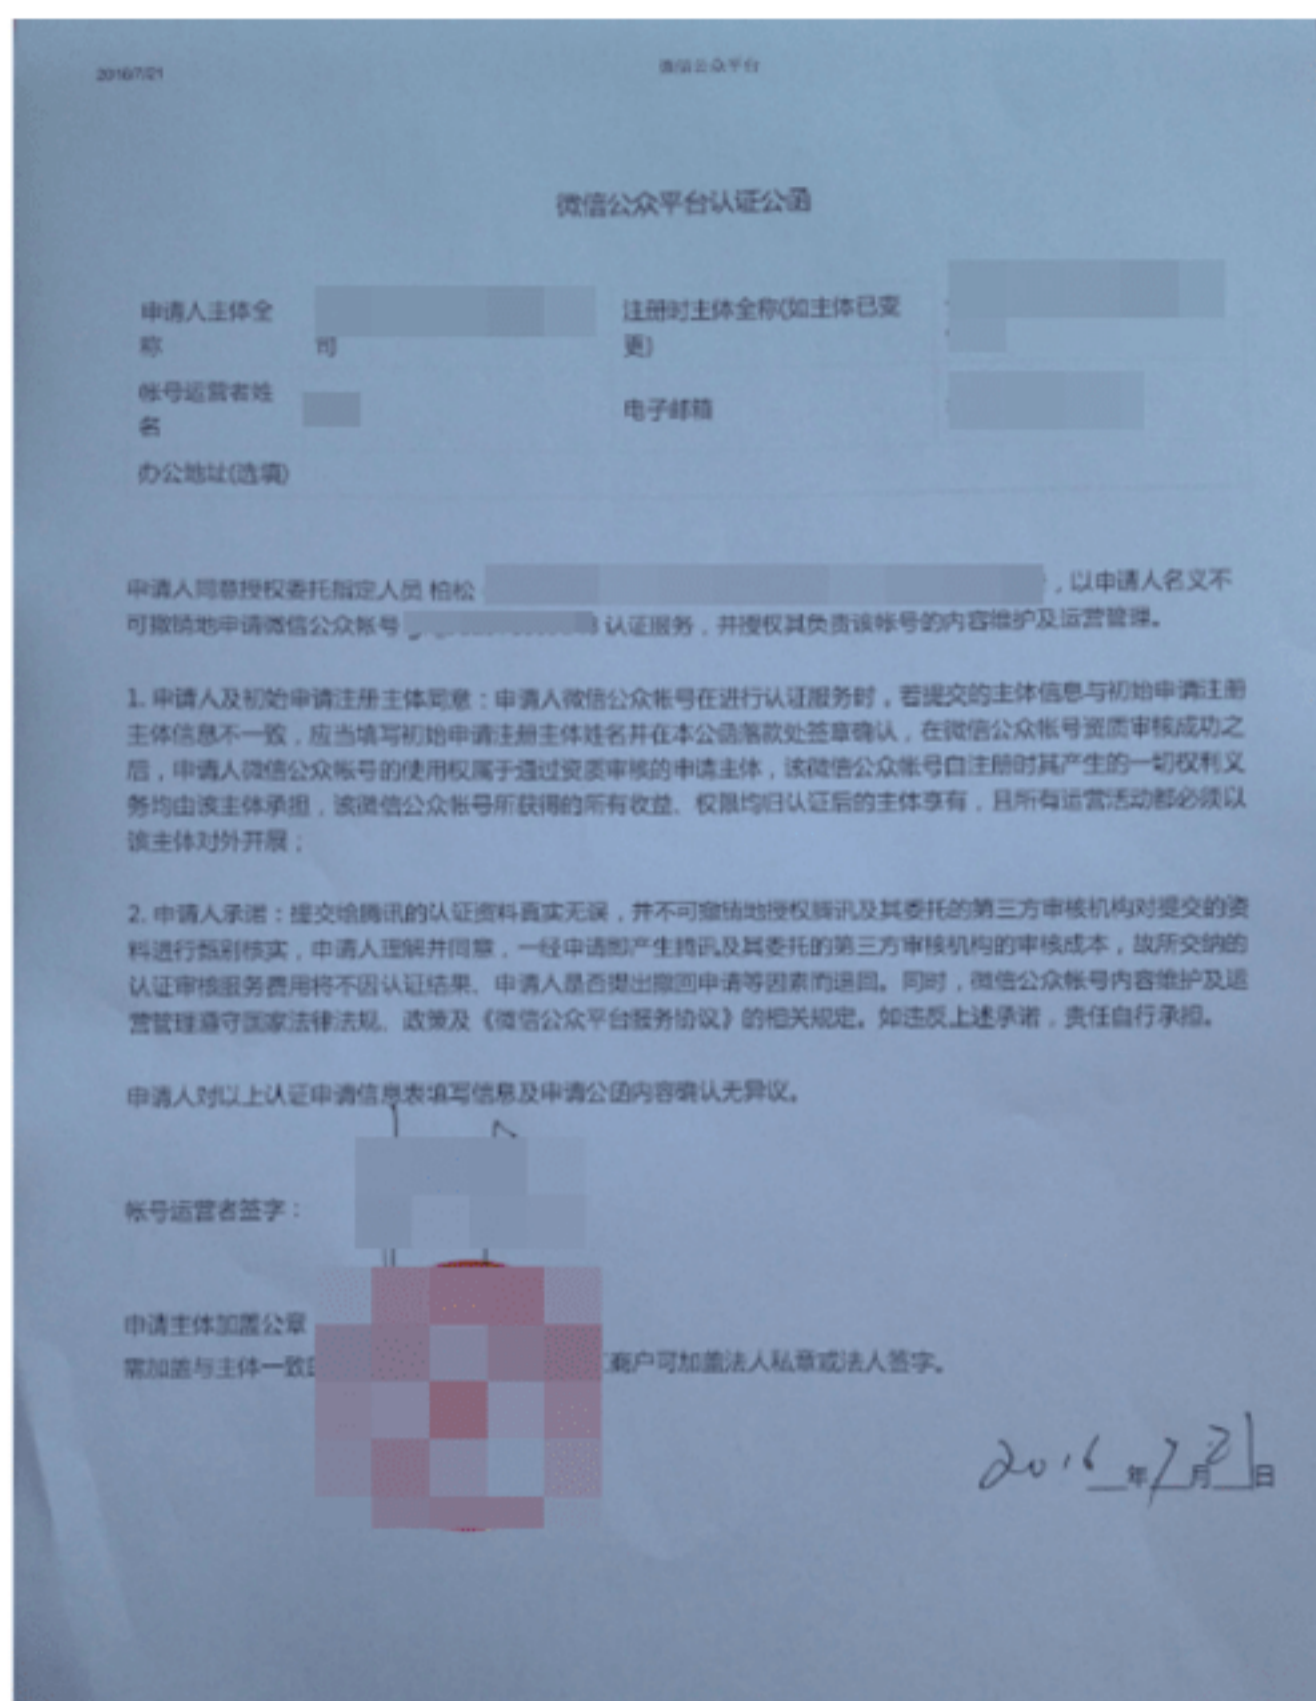 2016/7/21 微信公众平台
微信公众平台认证公函
申请人主体全 注册时主体全称(如主体已变
称 司 更)
帐号运营者姓 电子邮箱
名
办公地址(选填)
申请人同意授权委托指定人员 柏松 ，以申请人名义不
可撤销地申请微信公众帐号 认证服务，并授权其负责该帐号的内容维护及运营管理。
1. 申请人及初始申请注册主体同意：申请人微信公众帐号在进行认证服务时，若提交的主体信息与初始申请注册
主体信息不一致，应当填写初始申请注册主体姓名并在本公函落款处签章确认，在微信公众帐号资质审核成功之
后，申请人微信公众帐号的使用权属于通过资质审核的申请主体，该微信公众帐号自注册时其产生的一切权利义
务均由该主体承担，该微信公众帐号所获得的所有收益、权限均归认证后的主体享有，且所有运营活动都必须以
该主体对外开展；
2. 申请人承诺：提交给腾讯的认证资料真实无误，并不可撤销地授权腾讯及其委托的第三方审核机构对提交的资
料进行甄别核实，申请人理解并同意，一经申请即产生腾讯及其委托的第三方审核机构的审核成本，故所交纳的
认证审核服务费用将不因认证结果、申请人是否提出撤回申请等因素而退回。同时，微信公众帐号内容维护及运
营管理遵守国家法律法规、政策及《微信公众平台服务协议》的相关规定。如违反上述承诺，责任自行承担。
申请人对以上认证申请信息表填写信息及申请公函内容确认无异议。
帐号运营者签字：
申请主体加盖公章
需加盖与主体一致 商户可加盖法人私章或法人签字。
2016年7月21日